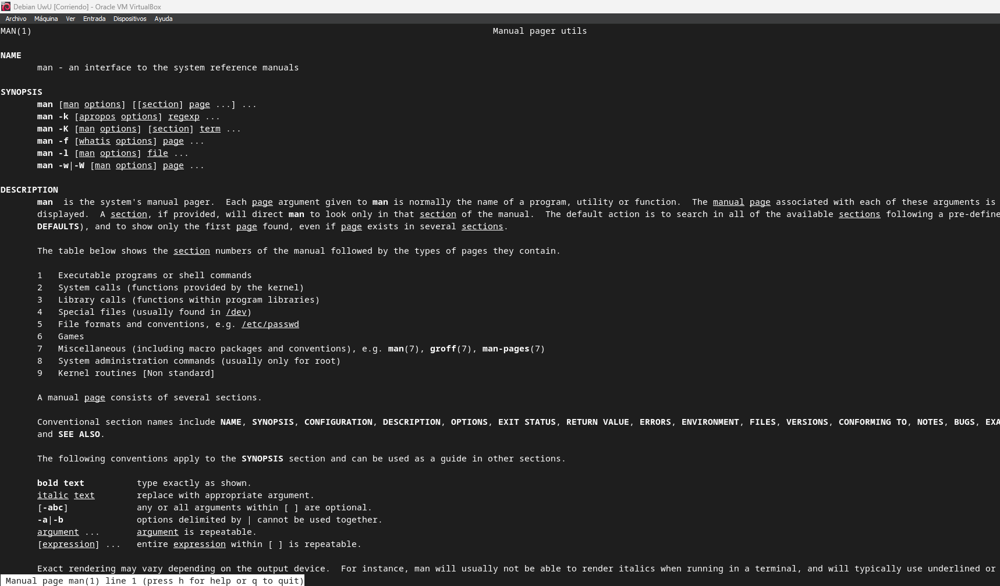 Debian UwU [Corriendo] - Oracle VM VirtualBox
Archivo Máquina Ver Entrada Dispositivos Ayuda
MAN(1) Manual pager utils
NAME
man - an interface to the system reference manuals
SYNOPSIS
man [man options] [[section] page ...] ...
man -k [apropos options] regexp ...
man -K [man options] [section] term ...
man -f [whatis options] page ...
man -l [man options] file ...
man -w|-W [man options] page ...
DESCRIPTION
man  is the system's manual pager.  Each page argument given to man is normally the name of a program, utility or function.  The manual page associated with each of these arguments is
displayed.  A section, if provided, will direct man to look only in that section of the manual.  The default action is to search in all of the available sections following a pre-define
DEFAULTS), and to show only the first page found, even if page exists in several sections.
The table below shows the section numbers of the manual followed by the types of pages they contain.
1   Executable programs or shell commands
2   System calls (functions provided by the kernel)
3   Library calls (functions within program libraries)
4   Special files (usually found in /dev)
5   File formats and conventions, e.g. /etc/passwd
6   Games
7   Miscellaneous (including macro packages and conventions), e.g. man(7), groff(7), man-pages(7)
8   System administration commands (usually only for root)
9   Kernel routines [Non standard]
A manual page consists of several sections.
Conventional section names include NAME, SYNOPSIS, CONFIGURATION, DESCRIPTION, OPTIONS, EXIT STATUS, RETURN VALUE, ERRORS, ENVIRONMENT, FILES, VERSIONS, CONFORMING TO, NOTES, BUGS, EXA
and SEE ALSO.
The following conventions apply to the SYNOPSIS section and can be used as a guide in other sections.
bold text          type exactly as shown.
italic text        replace with appropriate argument.
[-abc]             any or all arguments within [ ] are optional.
-a|-b              options delimited by | cannot be used together.
argument ...       argument is repeatable.
[expression] ...   entire expression within [ ] is repeatable.
Exact rendering may vary depending on the output device.  For instance, man will usually not be able to render italics when running in a terminal, and will typically use underlined or
Manual page man(1) line 1 (press h for help or q to quit)